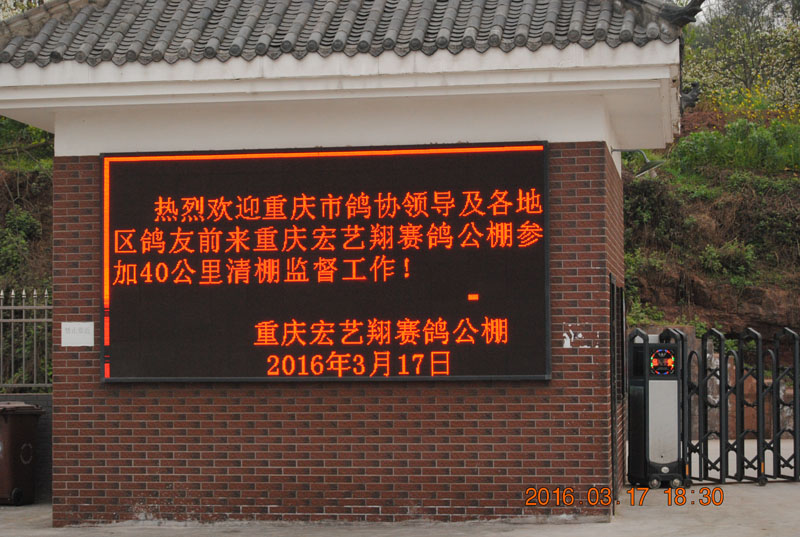 热烈欢迎重庆市鸽协领导及各地
区鸽友前来重庆宏艺翔赛鸽公棚参
加40公里清棚监督工作！
重庆宏艺翔赛鸽公棚
2016年3月17日
2016.03.17 18:30